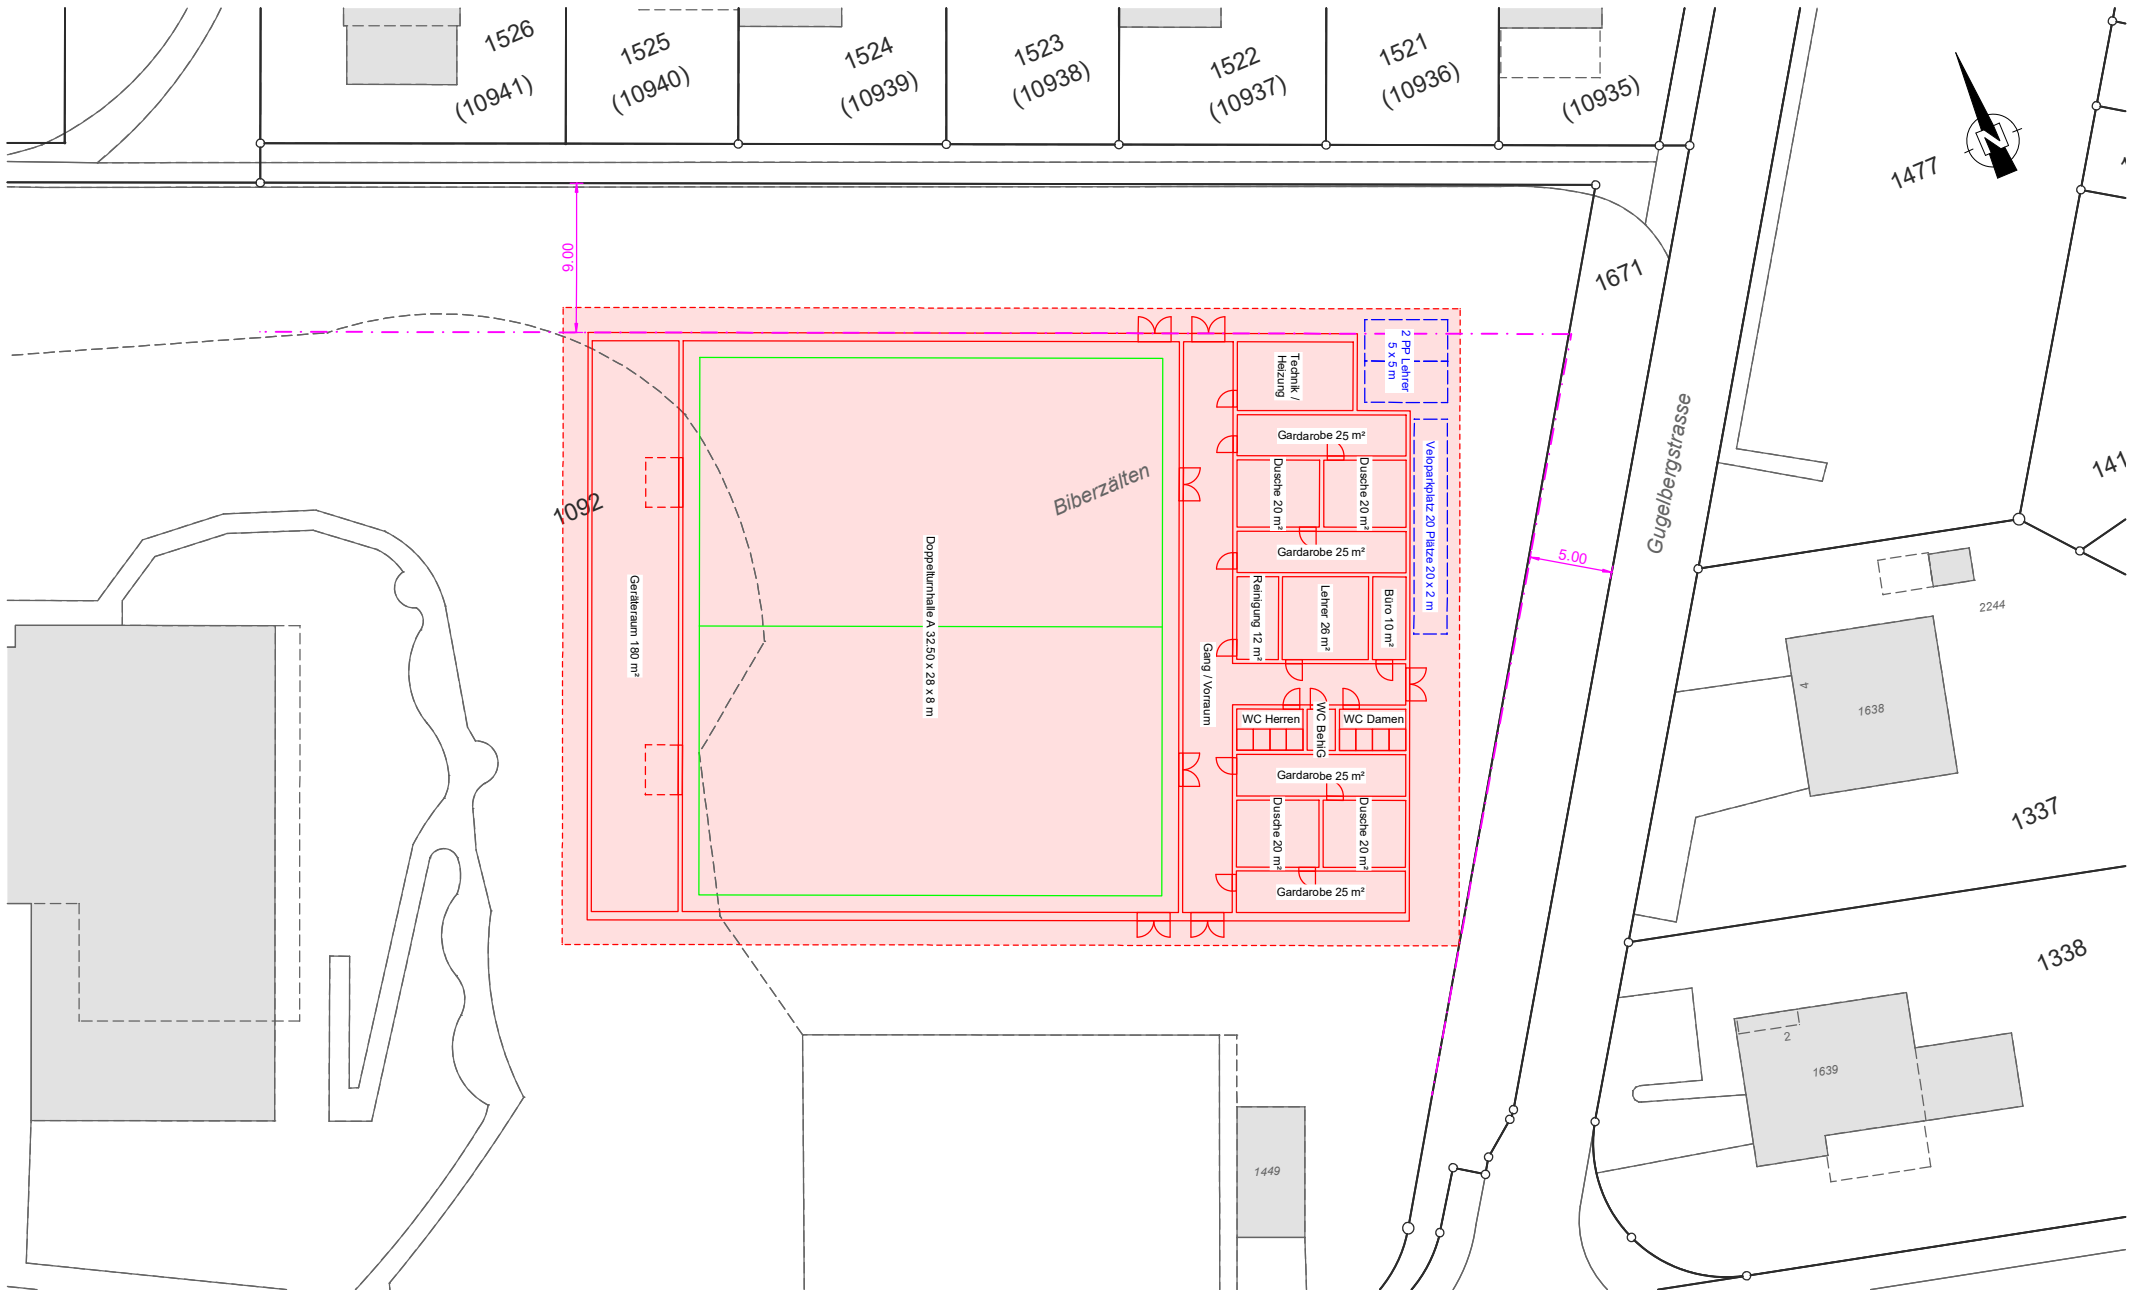 1526
(10941)
1525
(10940)
1524
(10939)
1523
(10938)
1522
(10937)
1521
(10936)
(10935)
N
1477
1671
9.00
1092
Biberzälten
Gugelbergstrasse
5.00
Technik /
Heizung
2 PP Lehrer
5 x 5 m
Gardarobe 25 m²
Dusche 20 m²
Dusche 20 m²
Veloparkplatz 20 Plätze 20 x 2 m
Gardarobe 25 m²
Reinigung 12 m²
Lehrer 26 m²
Büro 10 m²
Geräteraum 180 m²
Doppelturnhalle A 32.50 x 28 x 8 m
Gang / Vorraum
WC Herren
WC BehiG
WC Damen
Gardarobe 25 m²
Dusche 20 m²
Dusche 20 m²
Gardarobe 25 m²
141
2244
4
1638
1337
1338
2
1639
1449